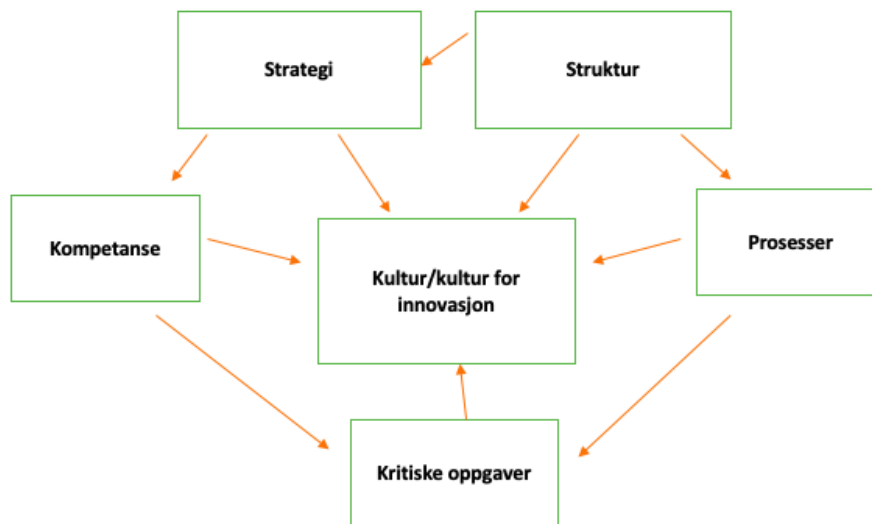 Strategi
Struktur
Kompetanse
Kultur/kultur for
innovasjon
Prosesser
Kritiske oppgaver